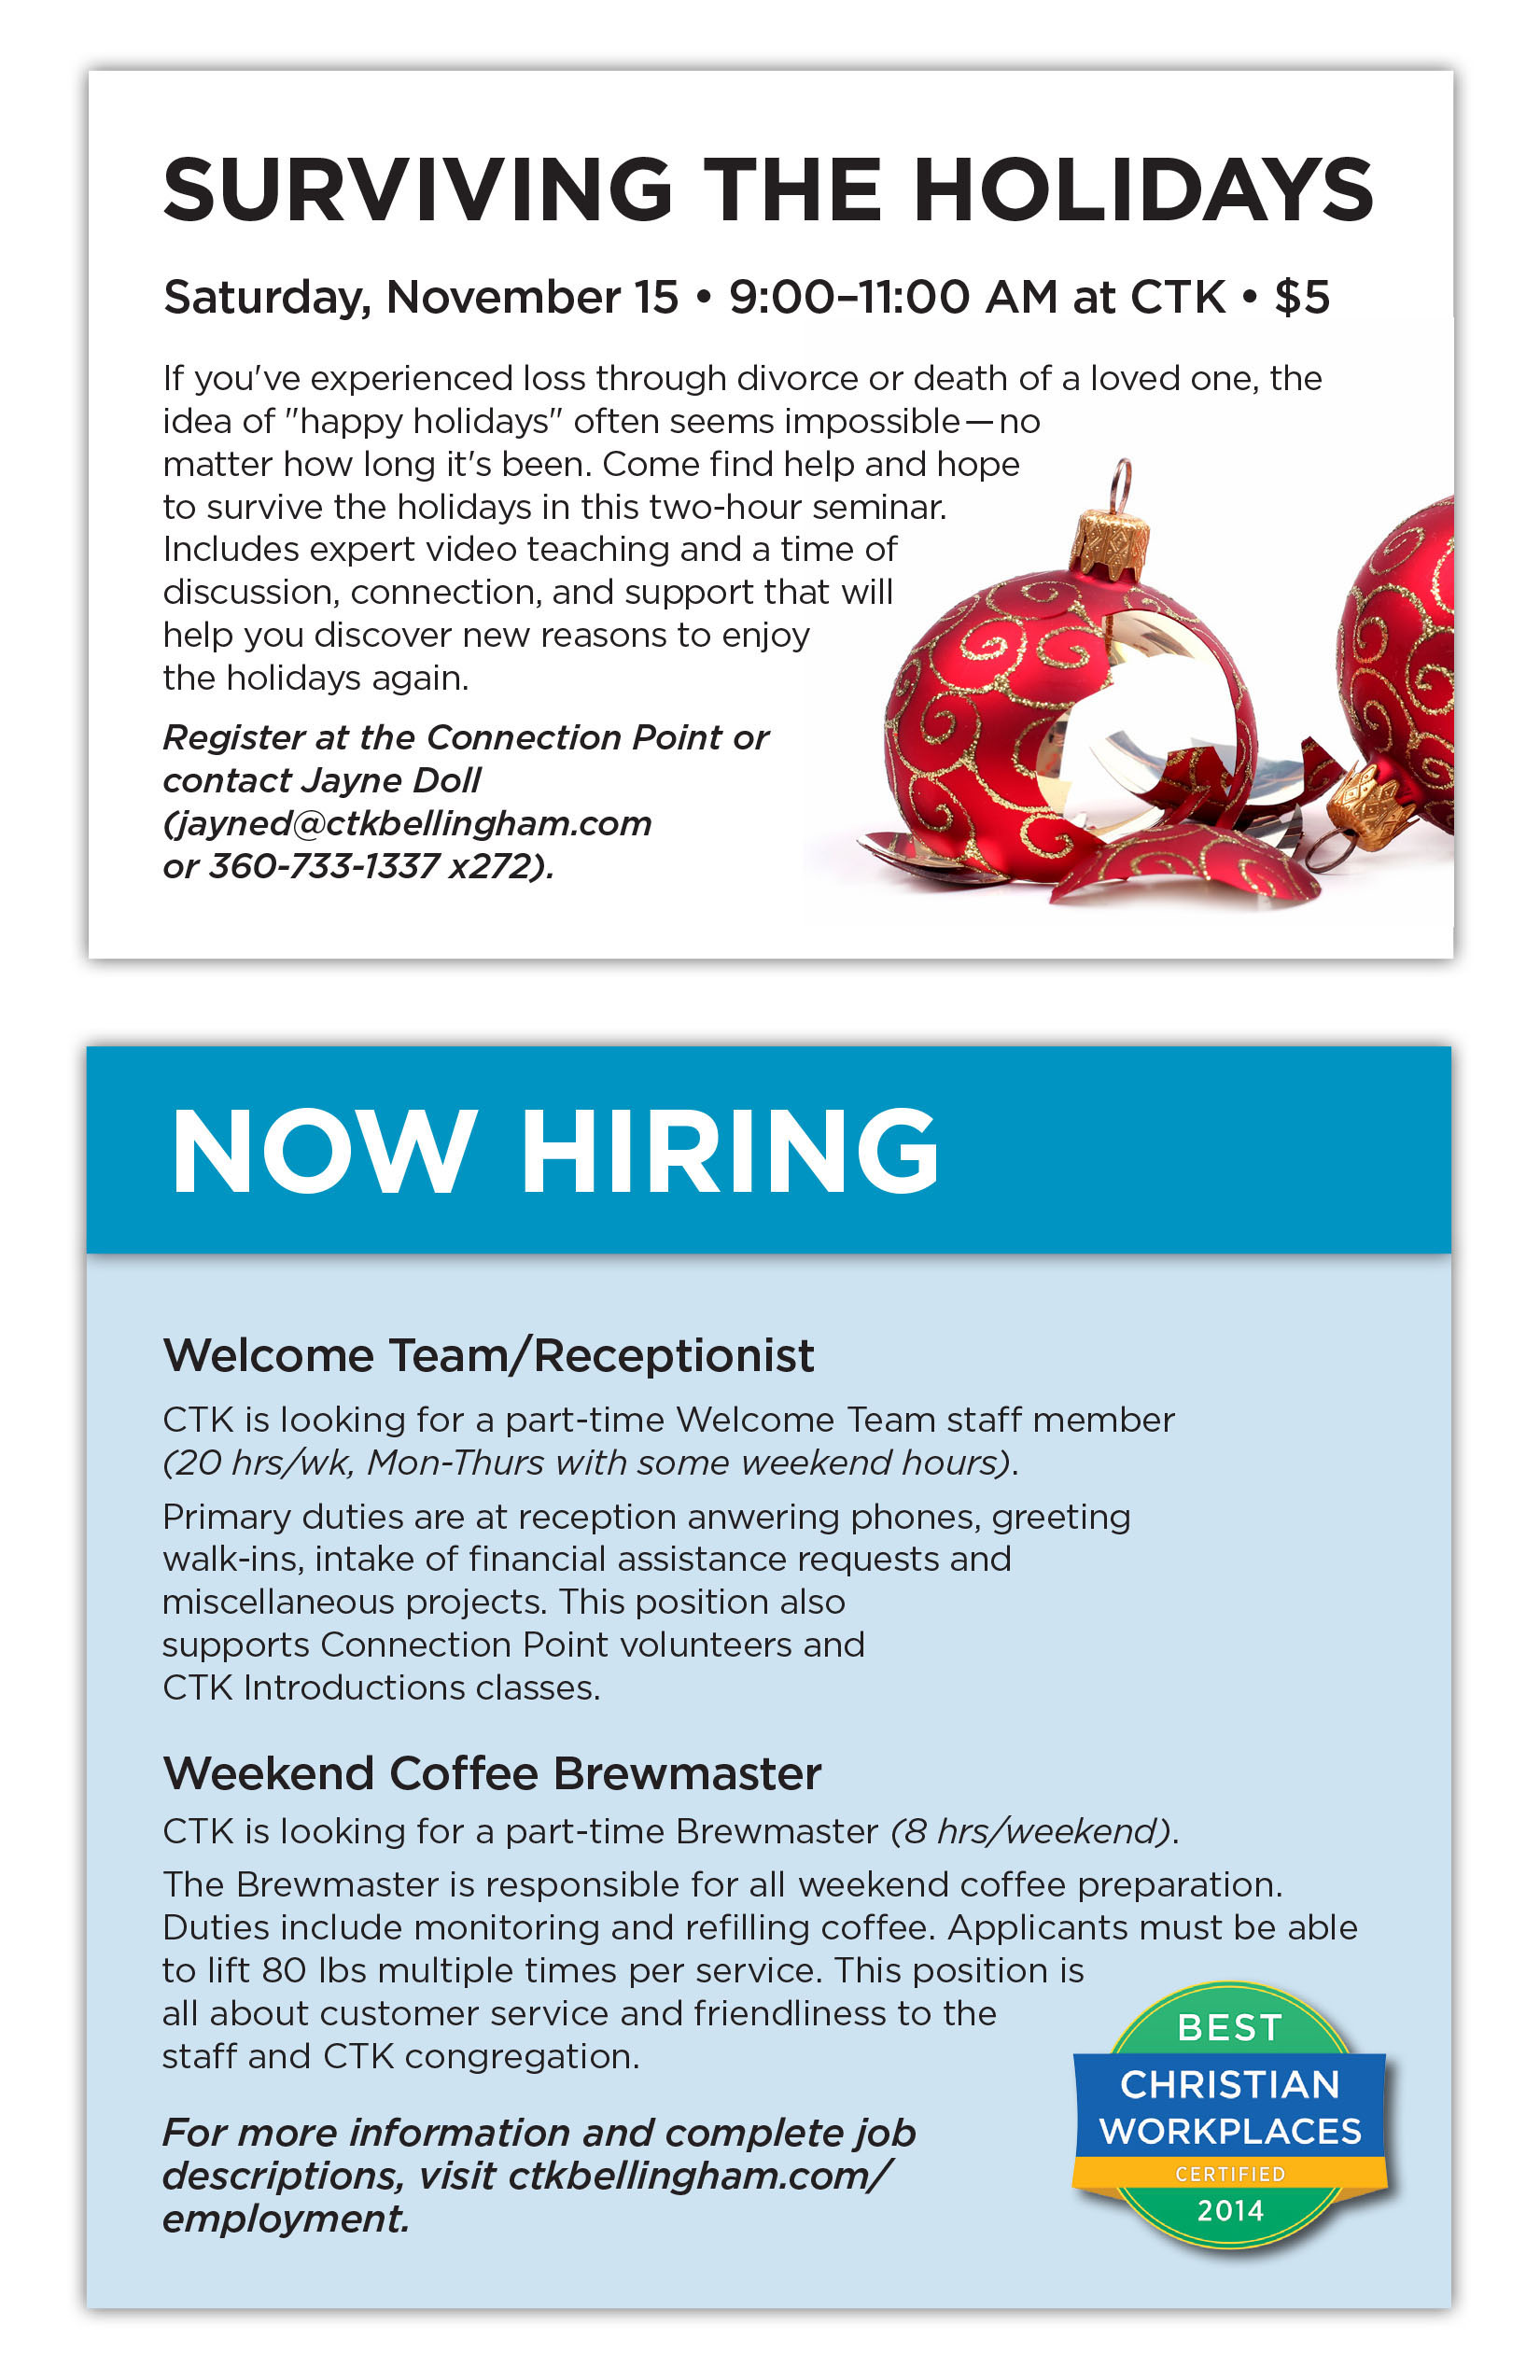 SURVIVING THE HOLIDAYS
Saturday, November 15 • 9:00–11:00 AM at CTK • $5
If you've experienced loss through divorce or death of a loved one, the
idea of "happy holidays" often seems impossible—no
matter how long it's been. Come find help and hope
to survive the holidays in this two-hour seminar.
Includes expert video teaching and a time of
discussion, connection, and support that will
help you discover new reasons to enjoy
the holidays again.
Register at the Connection Point or
contact Jayne Doll
(jayned@ctkbellingham.com
or 360-733-1337 x272).
NOW HIRING
Welcome Team/Receptionist
CTK is looking for a part-time Welcome Team staff member
(20 hrs/wk, Mon-Thurs with some weekend hours).
Primary duties are at reception anwering phones, greeting
walk-ins, intake of financial assistance requests and
miscellaneous projects. This position also
supports Connection Point volunteers and
CTK Introductions classes.
Weekend Coffee Brewmaster
CTK is looking for a part-time Brewmaster (8 hrs/weekend).
The Brewmaster is responsible for all weekend coffee preparation.
Duties include monitoring and refilling coffee. Applicants must be able
to lift 80 lbs multiple times per service. This position is
all about customer service and friendliness to the
staff and CTK congregation.
For more information and complete job
descriptions, visit ctkbellingham.com/
employment.
BEST
CHRISTIAN
WORKPLACES
CERTIFIED
2014